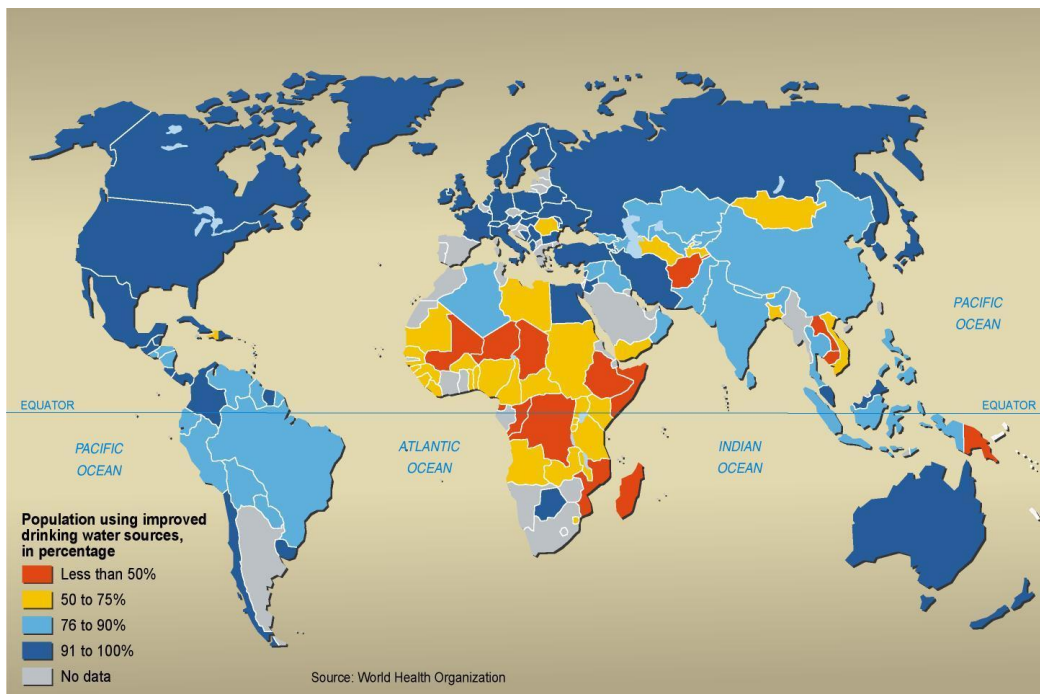 PACIFIC
OCEAN
EQUATOR
EQUATOR
PACIFIC
OCEAN
ATLANTIC
OCEAN
INDIAN
OCEAN
Population using improved
drinking water sources,
in percentage
Less than 50%
50 to 75%
76 to 90%
91 to 100%
No data
Source: World Health Organization